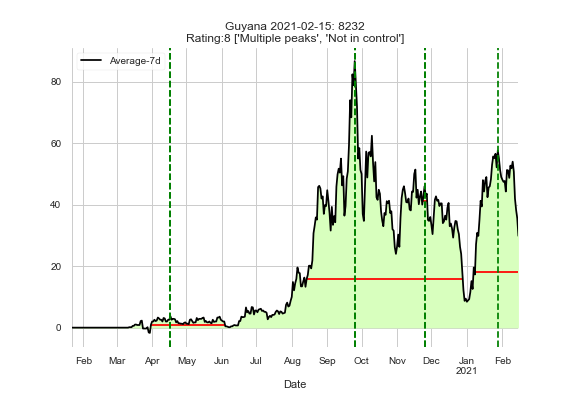 Guyana 2021-02-15: 8232
Rating:8 ['Multiple peaks', 'Not in control']
Average-7d
80
60
40
20
0
Feb Mar Apr May Jun Jul Aug Sep Oct Nov Dec Jan Feb
2021
Date